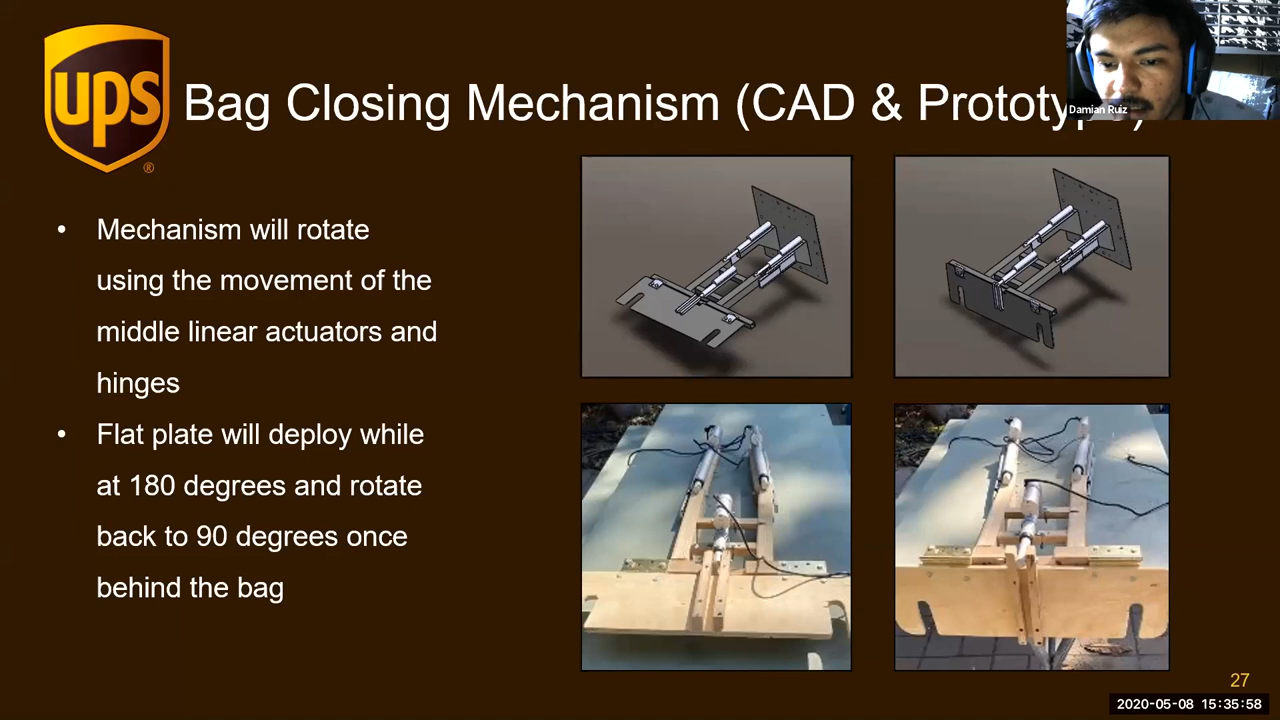 ups
®
Bag Closing Mechanism (CAD & Prototype)
Damian Ruiz
• Mechanism will rotate
using the movement of the
middle linear actuators and
hinges
• Flat plate will deploy while
at 180 degrees and rotate
back to 90 degrees once
behind the bag
27
2020-05-08 15:35:58